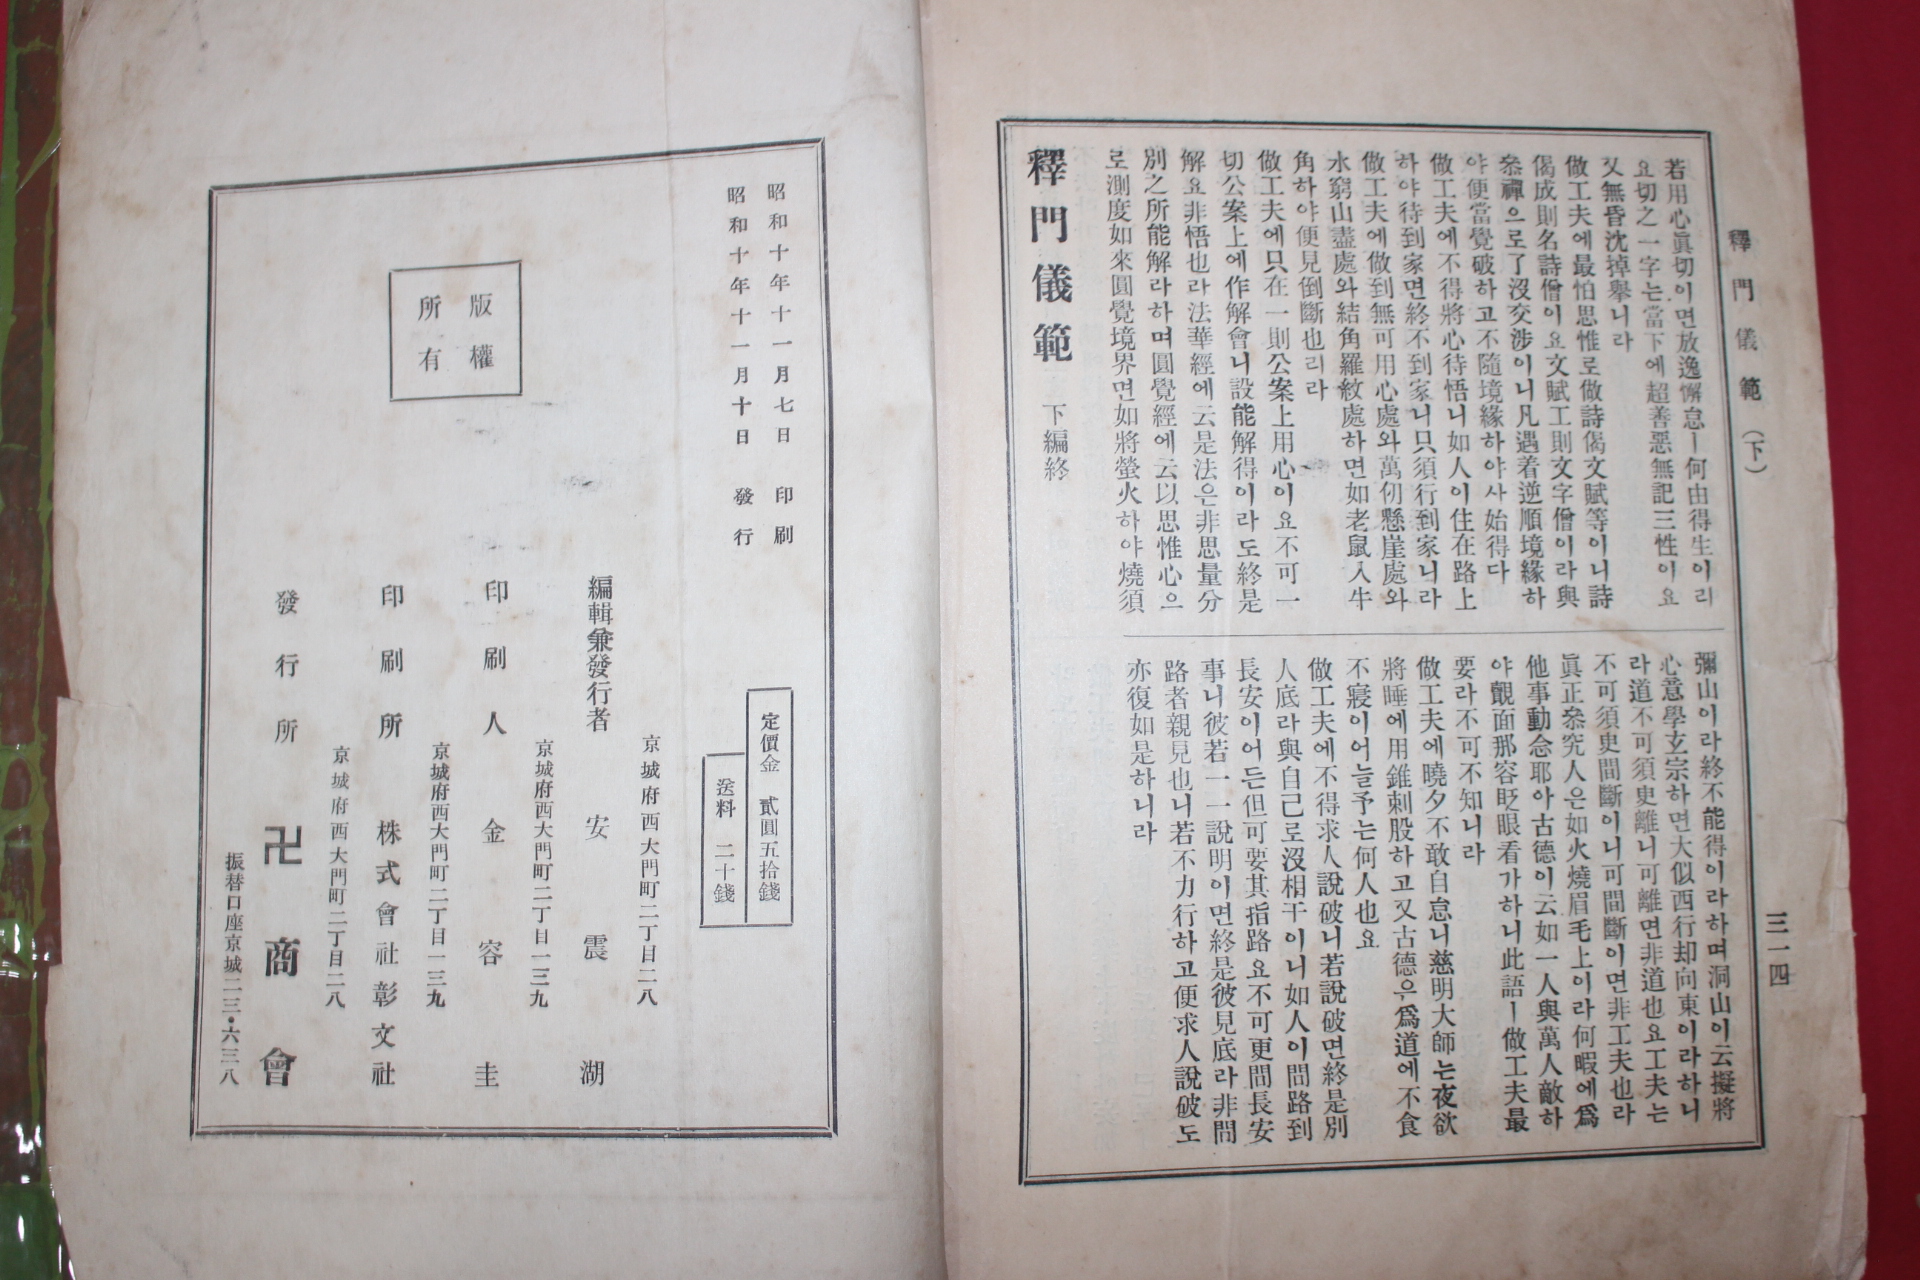 釋門儀範 (下)
三一四
若用心眞切이면放逸懈怠ㅣ何由得生이리
요切之一字는當下에超善惡無記三性이요
又無昏沈掉擧니라
做工夫에最怕思惟로做詩偈文賦等이니詩
偈成則名詩僧이요文賦工則文字僧이라與
叅禪으로了沒交涉이니凡遇着逆順境緣하
야便當覺破하고不隨境緣하야사始得다
做工夫에不得將心待悟니如人이住在路上
하야待到家면終不到家니只須行到家니라
做工夫에做到無可用心處와萬仞懸崖處와
水窮山盡處와結角羅紋處하면如老鼠入牛
角하야便見倒斷也리라
做工夫에只在一則公案上用心이요不可一
切公案上에作解會니設能解得이라도終是
解요非悟也라法華經에云是法은非思量分
別之所能解라하며圓覺經에云以思惟心으
로測度如來圓覺境界면如將螢火하야燒須
彌山이라終不能得이라하며洞山이云擬將
心意學玄宗하면大似西行却向東이라하니
라道不可須臾離니可離면非道也요工夫는
不可須臾間斷이니可間斷이면非工夫也라
眞正叅究人은如火燒眉毛上이라何暇에爲
他事動念耶아古德이云如一人與萬人敵하
야覿面那容眨眼看가하니此語ㅣ做工夫最
要라不可不知니라
做工夫에曉夕不敢自怠니慈明大師는夜欲
將睡에用錐刺股하고又古德은爲道에不食
不寢이어늘予는何人也요
做工夫에不得求人說破니若說破면終是別
人底라與自己로沒相干이니如人이問路到
長安이어든但可要其指路요不可更問長安
事니彼若一一說明이면終是彼見底라非問
路者親見也니若不力行하고便求人說破도
亦復如是하니라
釋門儀範 下編終
昭和十年十一月七日 印刷
昭和十年十一月十日 發行
版權
所有
定價金 貳圓五拾錢
送料 二十錢
京城府西大門町二丁目二八
編輯兼發行者 安震湖
京城府西大門町二丁目一三九
印刷人 金容圭
京城府西大門町二丁目一三九
印刷所 株式會社彰文社
京城府西大門町二丁目二八
發行所 卍商會
振替口座京城二三・六三八